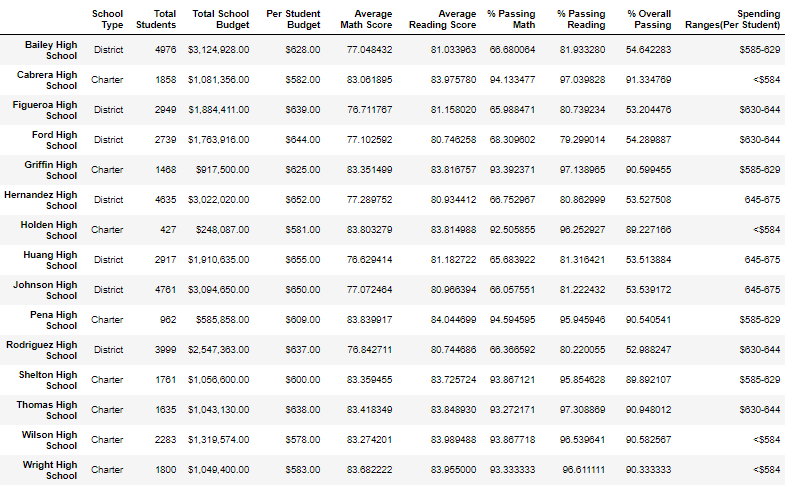 School Type Total Students Total School Budget Per Student Budget Average Math Score Average Reading Score % Passing Math % Passing Reading % Overall Passing Spending Ranges(Per Student)
Bailey High School District 4976 $3,124,928.00 $628.00 77.048432 81.033963 66.680064 81.933280 54.642283 $585-629
Cabrera High School Charter 1858 $1,081,356.00 $582.00 83.061895 83.975780 94.133477 97.039828 91.334769 <$584
Figueroa High School District 2949 $1,884,411.00 $639.00 76.711767 81.158020 65.988471 80.739234 53.204476 $630-644
Ford High School District 2739 $1,763,916.00 $644.00 77.102592 80.746258 68.309602 79.299014 54.289887 $630-644
Griffin High School Charter 1468 $917,500.00 $625.00 83.351499 83.816757 93.392371 97.138965 90.599455 $585-629
Hernandez High School District 4635 $3,022,020.00 $652.00 77.289752 80.934412 66.752967 80.862999 53.527508 645-675
Holden High School Charter 427 $248,087.00 $581.00 83.803279 83.814988 92.505855 96.252927 89.227166 <$584
Huang High School District 2917 $1,910,635.00 $655.00 76.629414 81.182722 65.683922 81.316421 53.513884 645-675
Johnson High School District 4761 $3,094,650.00 $650.00 77.072464 80.966394 66.057551 81.222432 53.539172 645-675
Pena High School Charter 962 $585,858.00 $609.00 83.839917 84.044699 94.594595 95.945946 90.540541 $585-629
Rodriguez High School District 3999 $2,547,363.00 $637.00 76.842711 80.744686 66.366592 80.220055 52.988247 $630-644
Shelton High School Charter 1761 $1,056,600.00 $600.00 83.359455 83.725724 93.867121 95.854628 89.892107 $585-629
Thomas High School Charter 1635 $1,043,130.00 $638.00 83.418349 83.848930 93.272171 97.308869 90.948012 $630-644
Wilson High School Charter 2283 $1,319,574.00 $578.00 83.274201 83.989488 93.867718 96.539641 90.582567 <$584
Wright High School Charter 1800 $1,049,400.00 $583.00 83.682222 83.955000 93.333333 96.611111 90.333333 <$584